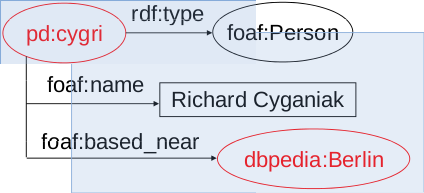 rdf:type
pd:cygri
foaf:Person
foaf:name
Richard Cyganiak
foaf:based_near
dbpedia:Berlin